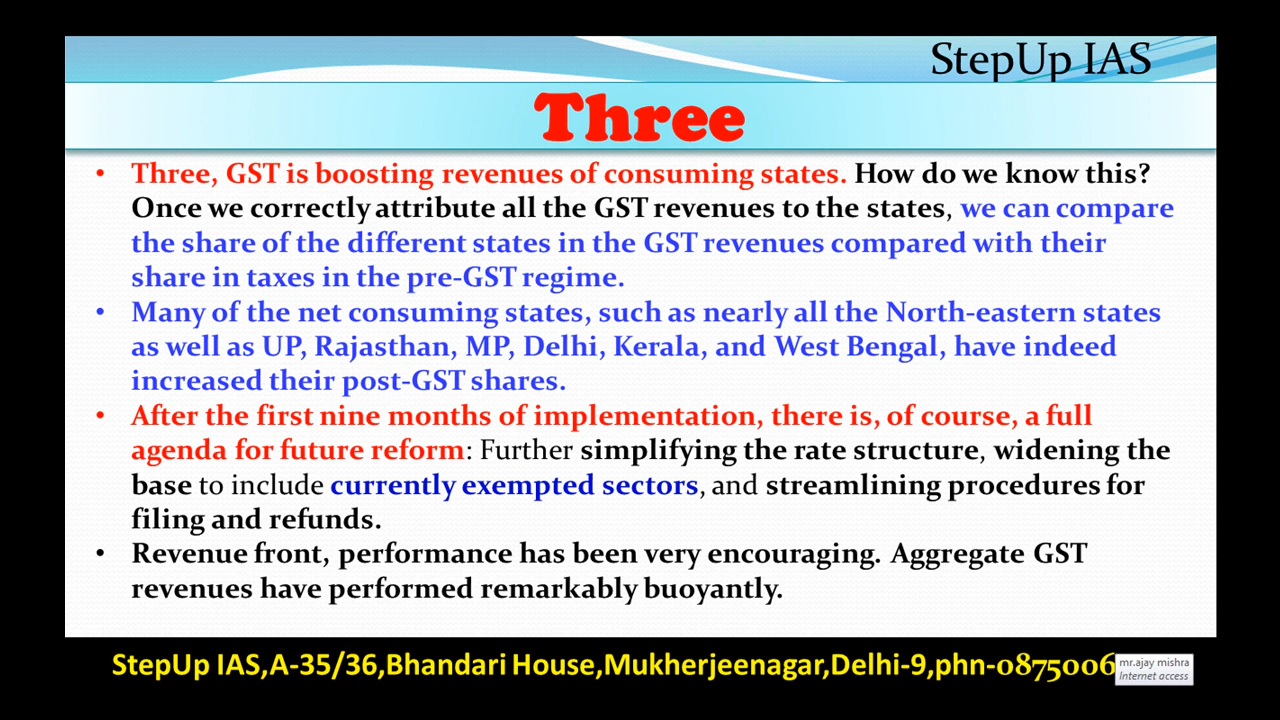 StepUp IAS
Three
• Three, GST is boosting revenues of consuming states. How do we know this?
Once we correctly attribute all the GST revenues to the states, we can compare
the share of the different states in the GST revenues compared with their
share in taxes in the pre-GST regime.
• Many of the net consuming states, such as nearly all the North-eastern states
as well as UP, Rajasthan, MP, Delhi, Kerala, and West Bengal, have indeed
increased their post-GST shares.
• After the first nine months of implementation, there is, of course, a full
agenda for future reform: Further simplifying the rate structure, widening the
base to include currently exempted sectors, and streamlining procedures for
filing and refunds.
• Revenue front, performance has been very encouraging. Aggregate GST
revenues have performed remarkably buoyantly.
StepUp IAS,A-35/36,Bhandari House,Mukherjeenagar,Delhi-9,phn-0875006
mr.ajay mishra
Internet access